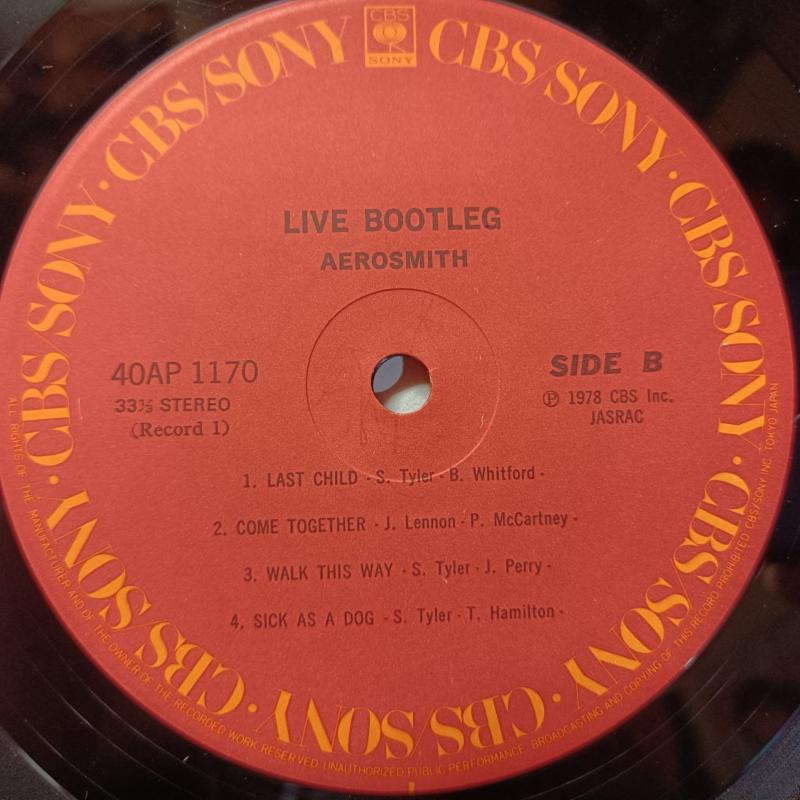 CBS
SONY
CBS/SONY · CBS/SONY · CBS/SONY · CBS/SONY · CBS/SONY · CBS/SONY · CBS/SONY · CBS/SONY
LIVE BOOTLEG
AEROSMITH
40AP 1170
33⅓ STEREO
(Record 1)
SIDE B
Ⓟ 1978 CBS Inc.
JASRAC
1. LAST CHILD - S. Tyler - B. Whitford -
2. COME TOGETHER - J. Lennon - P. McCartney -
3. WALK THIS WAY - S. Tyler - J. Perry -
4. SICK AS A DOG - S. Tyler - T. Hamilton -
ALL RIGHTS OF THE MANUFACTURER AND OF THE OWNER OF THE RECORDED WORK RESERVED UNAUTHORIZED PUBLIC PERFORMANCE, BROADCASTING AND COPYING OF THIS RECORD PROHIBITED CBS/SONY INC. TOKYO JAPAN